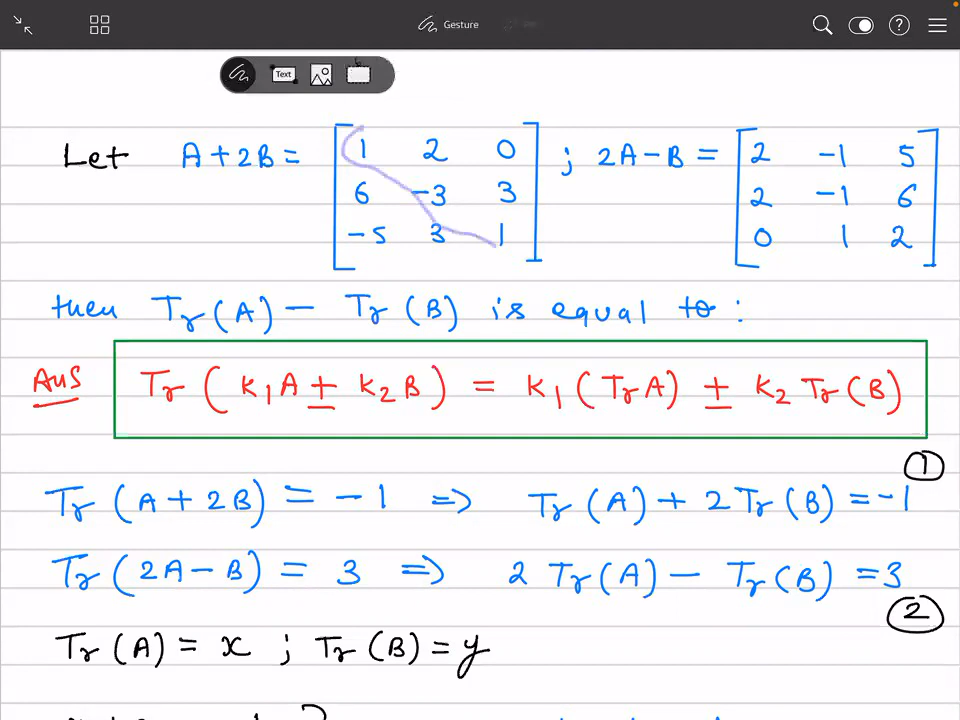 Gesture
Text
Let A+2B = [1 2 0; 6 -3 3; -5 3 1] ; 2A-B = [2 -1 5; 2 -1 6; 0 1 2]
then Tr(A) - Tr(B) is equal to :
Ans Tr(K₁A ± K₂B) = K₁(TrA) ± K₂ Tr(B)
①
Tr(A+2B) = -1 => Tr(A) + 2Tr(B) = -1
Tr(2A-B) = 3 => 2 Tr(A) - Tr(B) = 3
②
Tr(A) = x ; Tr(B) = y